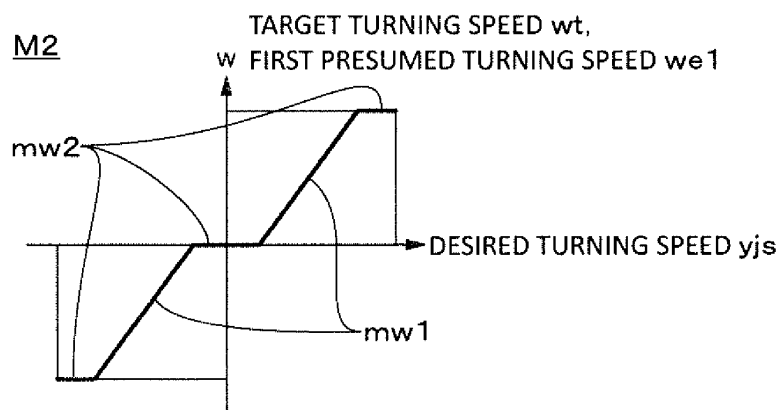 M2
TARGET TURNING SPEED wt,
w FIRST PRESUMED TURNING SPEED we1
mw2
DESIRED TURNING SPEED yjs
mw1